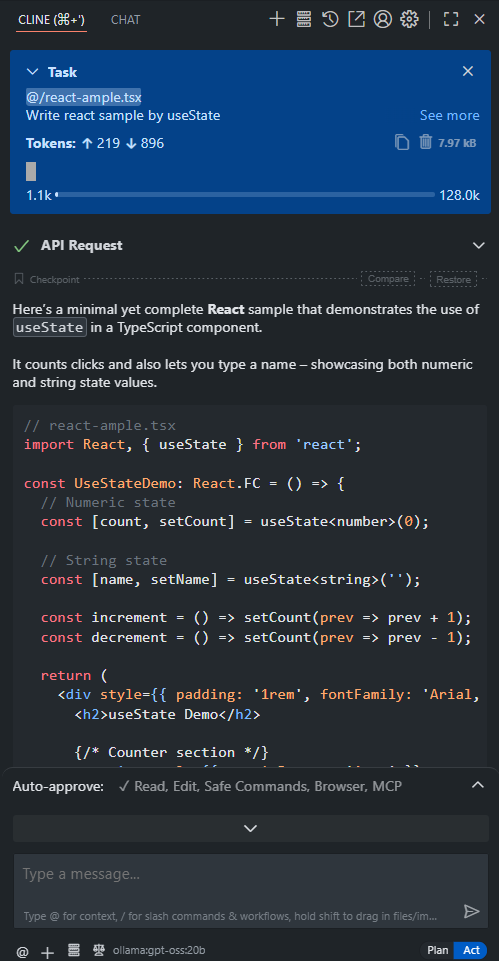 CLINE (⌘+')
CHAT
Task
@/react-ample.tsx
Write react sample by useState
See more
Tokens: ↑ 219 ↓ 896
7.97 kB
1.1k
128.0k
API Request
Checkpoint
Compare
Restore
Here's a minimal yet complete React sample that demonstrates the use of
useState in a TypeScript component.
It counts clicks and also lets you type a name – showcasing both numeric
and string state values.
// react-ample.tsx
import React, { useState } from 'react';
const UseStateDemo: React.FC = () => {
// Numeric state
const [count, setCount] = useState<number>(0);
// String state
const [name, setName] = useState<string>('');
const increment = () => setCount(prev => prev + 1);
const decrement = () => setCount(prev => prev - 1);
return (
<div style={{ padding: '1rem', fontFamily: 'Arial,
<h2>useState Demo</h2>
{/* Counter section */}
Auto-approve: ✓ Read, Edit, Safe Commands, Browser, MCP
Type a message...
Type @ for context, / for slash commands & workflows, hold shift to drag in files/im...
@ + ollama:gpt-oss:20b
Plan
Act